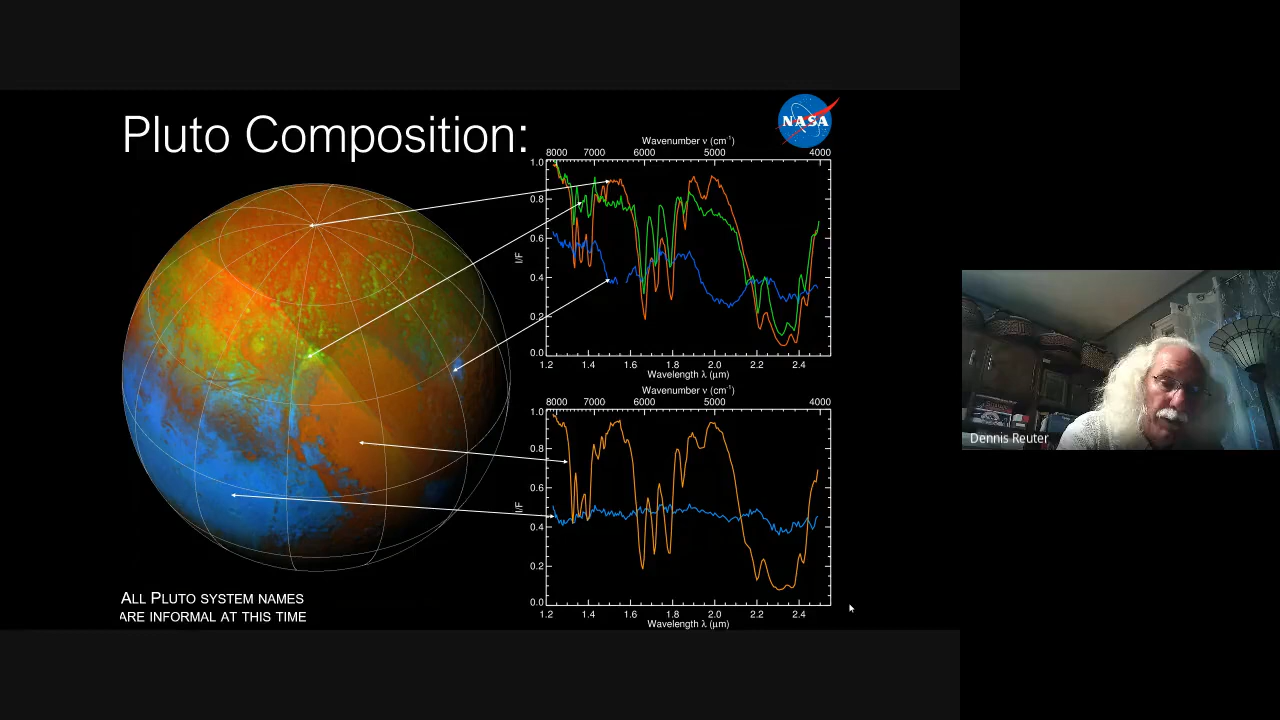 Pluto Composition:
NASA
Wavenumber ν (cm⁻¹)
8000 7000 6000 5000 4000
1.0
0.8
0.6
0.4
0.2
0.0
I/F
1.2 1.4 1.6 1.8 2.0 2.2 2.4
Wavelength λ (μm)
Wavenumber ν (cm⁻¹)
8000 7000 6000 5000 4000
1.0
0.8
0.6
0.4
0.2
0.0
I/F
1.2 1.4 1.6 1.8 2.0 2.2 2.4
Wavelength λ (μm)
ALL PLUTO SYSTEM NAMES
ARE INFORMAL AT THIS TIME
Dennis Reuter